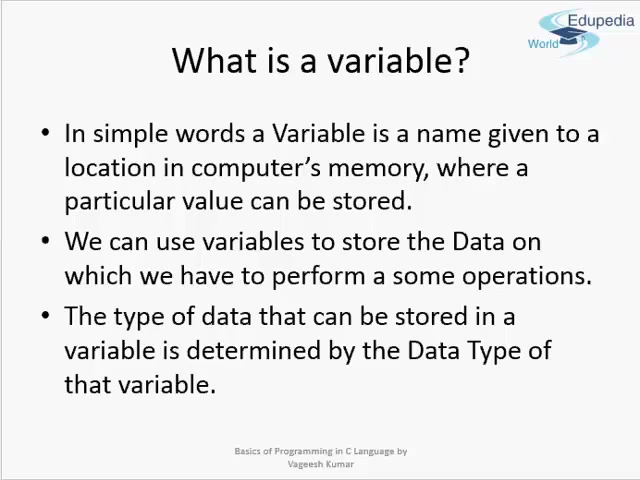 Edupedia
World
What is a variable?
• In simple words a Variable is a name given to a
location in computer's memory, where a
particular value can be stored.
• We can use variables to store the Data on
which we have to perform a some operations.
• The type of data that can be stored in a
variable is determined by the Data Type of
that variable.
Basics of Programming in C Language by
Vageesh Kumar